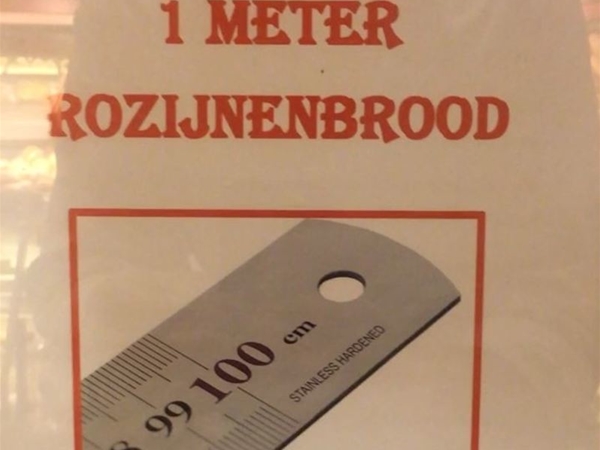 1 METER
ROZIJNENBROOD
100 cm
99
STAINLESS HARDENED